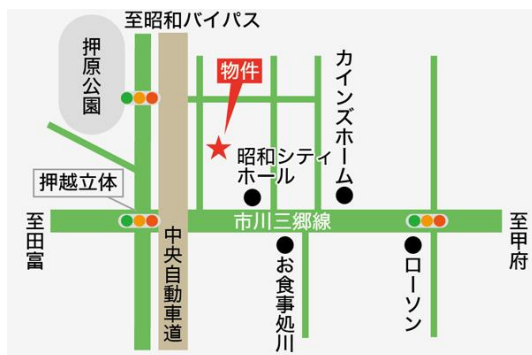 至昭和バイパス
押原公園
物件
カインズホーム
昭和シティ
ホール
押越立体
至田富
市川三郷線
至甲府
中央自動車道
お食事処川
ローソン